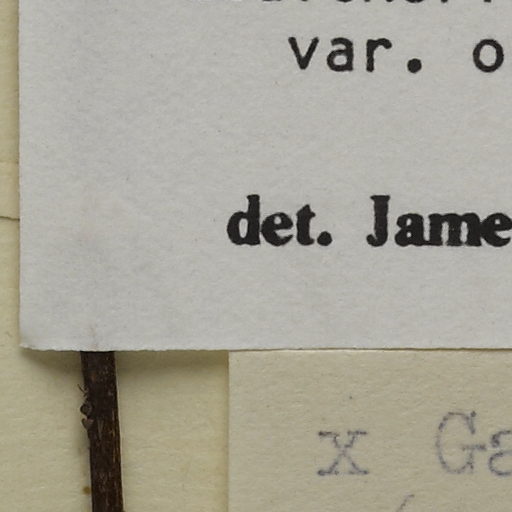 var. o
det. Jame
x Ga